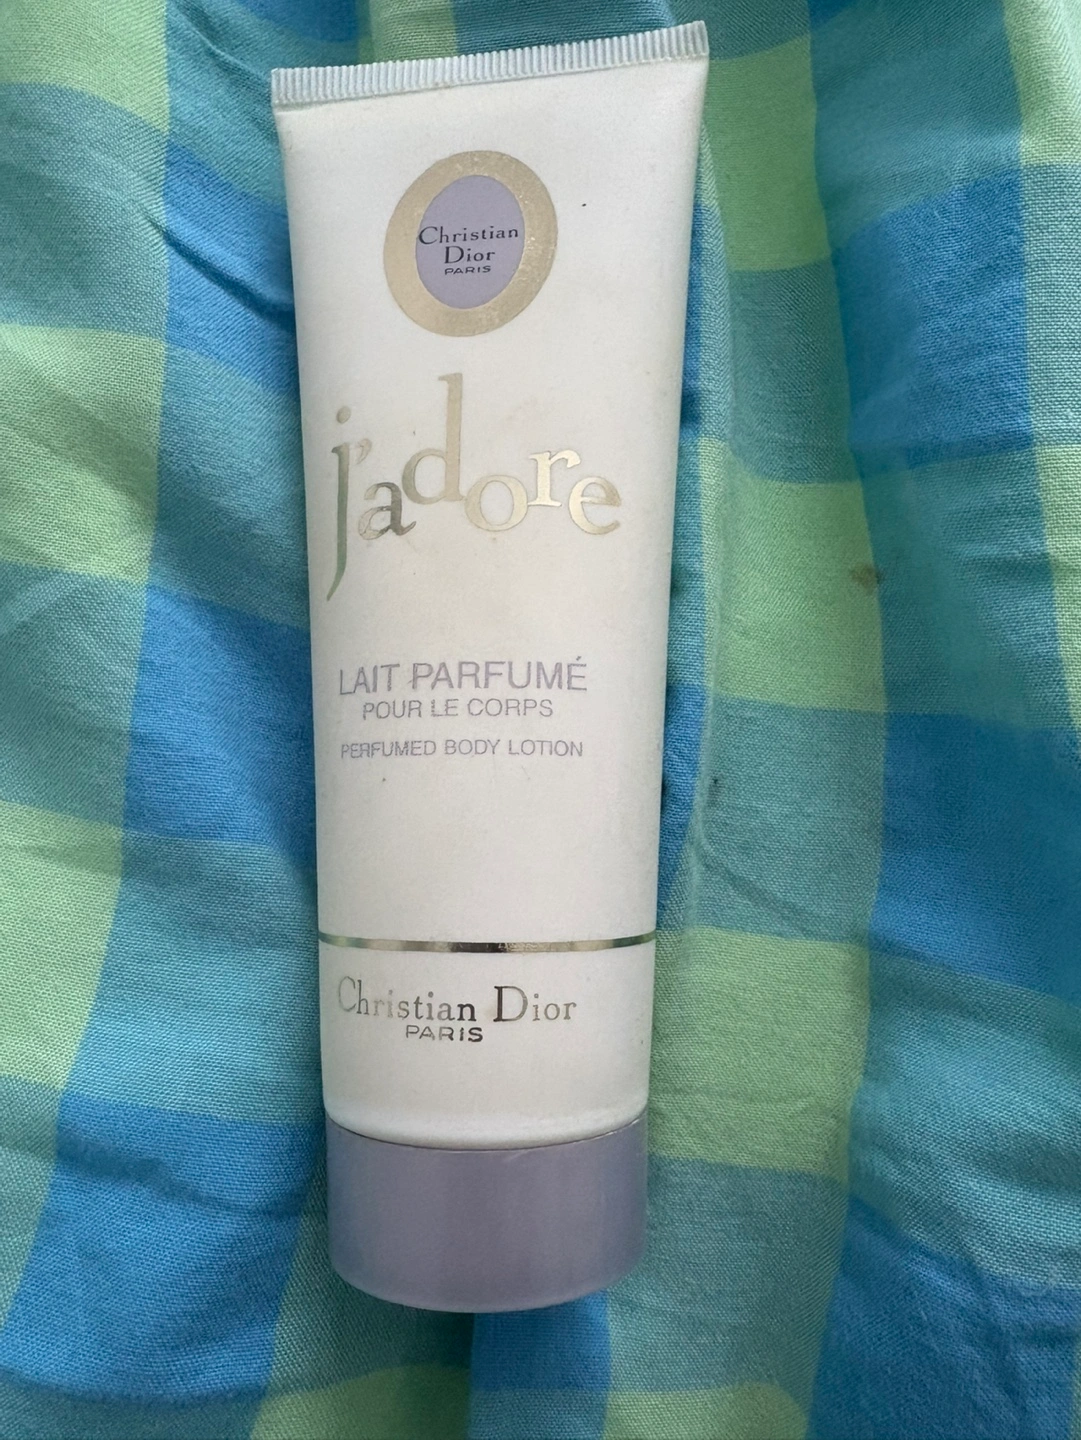 Christian
Dior
PARIS
j'adore
LAIT PARFUMÉ
POUR LE CORPS
PERFUMED BODY LOTION
Christian Dior
PARIS